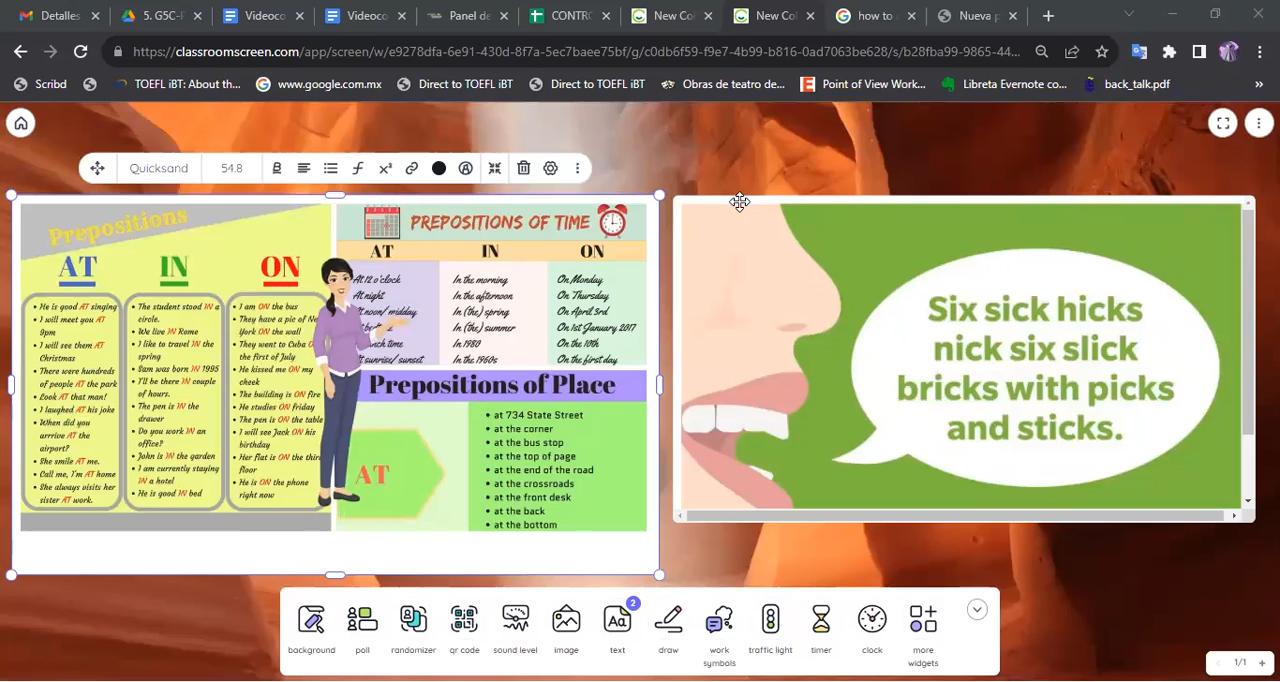 Detalles
5. G5C-F
Videoco
Videoco
Panel de
CONTRO
New Col
New Col
how to
Nueva p
https://classroomscreen.com/app/screen/w/e9278dfa-6e91-430d-8f7a-5ec7baee75bf/g/c0db6f59-f9e7-4b99-b816-0ad7063be628/s/b28fba99-9865-44...
Scribd
TOEFL iBT: About th...
www.google.com.mx
Direct to TOEFL iBT
Direct to TOEFL iBT
Obras de teatro de...
Point of View Work...
Libreta Evernote co...
back_talk.pdf
»
Quicksand
54.8
Prepositions
AT
IN
ON
He is good AT singing
I will meet you AT
9pm
I will see them AT
Christmas
There were hundreds
of people AT the park
Look AT that man!
I laughed AT his joke
When did you
arrrive AT the
airport?
She smile AT me.
Call me, I'm AT home
She always visits her
sister AT work.
The student stood IN a
circle.
We live IN Rome
I like to travel IN the
spring
Sam was born IN 1995
I'll be there IN couple
of hours.
The pen is IN the
drawer
Do you work IN an
office?
John is IN the garden
I am currently staying
IN a hotel
He is good IN bed
I am ON the bus
They have a pic of Ne
York ON the wall
They went to Cuba
the first of July
He kissed me ON my
cheek
The building is ON fire
He studies ON friday
The pen is ON the table
I will see Jack ON his
birthday
Her flat is ON the third
floor
He is ON the phone
right now
PREPOSITIONS OF TIME
AT
IN
ON
At 12 o'clock
At night
At noon/ midday
At sunrise/ sunset
In the morning
In the afternoon
In (the) spring
In (the) summer
In 1980
In the 1960s
On Monday
On Thursday
On April 3rd
On 1st January 2017
On the 10th
On the first day
Prepositions of Place
AT
at 734 State Street
at the corner
at the bus stop
at the top of page
at the end of the road
at the crossroads
at the front desk
at the back
at the bottom
Six sick hicks
nick six slick
bricks with picks
and sticks.
2
background
poll
randomizer
qr code
sound level
image
text
draw
work
symbols
traffic light
timer
clock
more
widgets
1/1